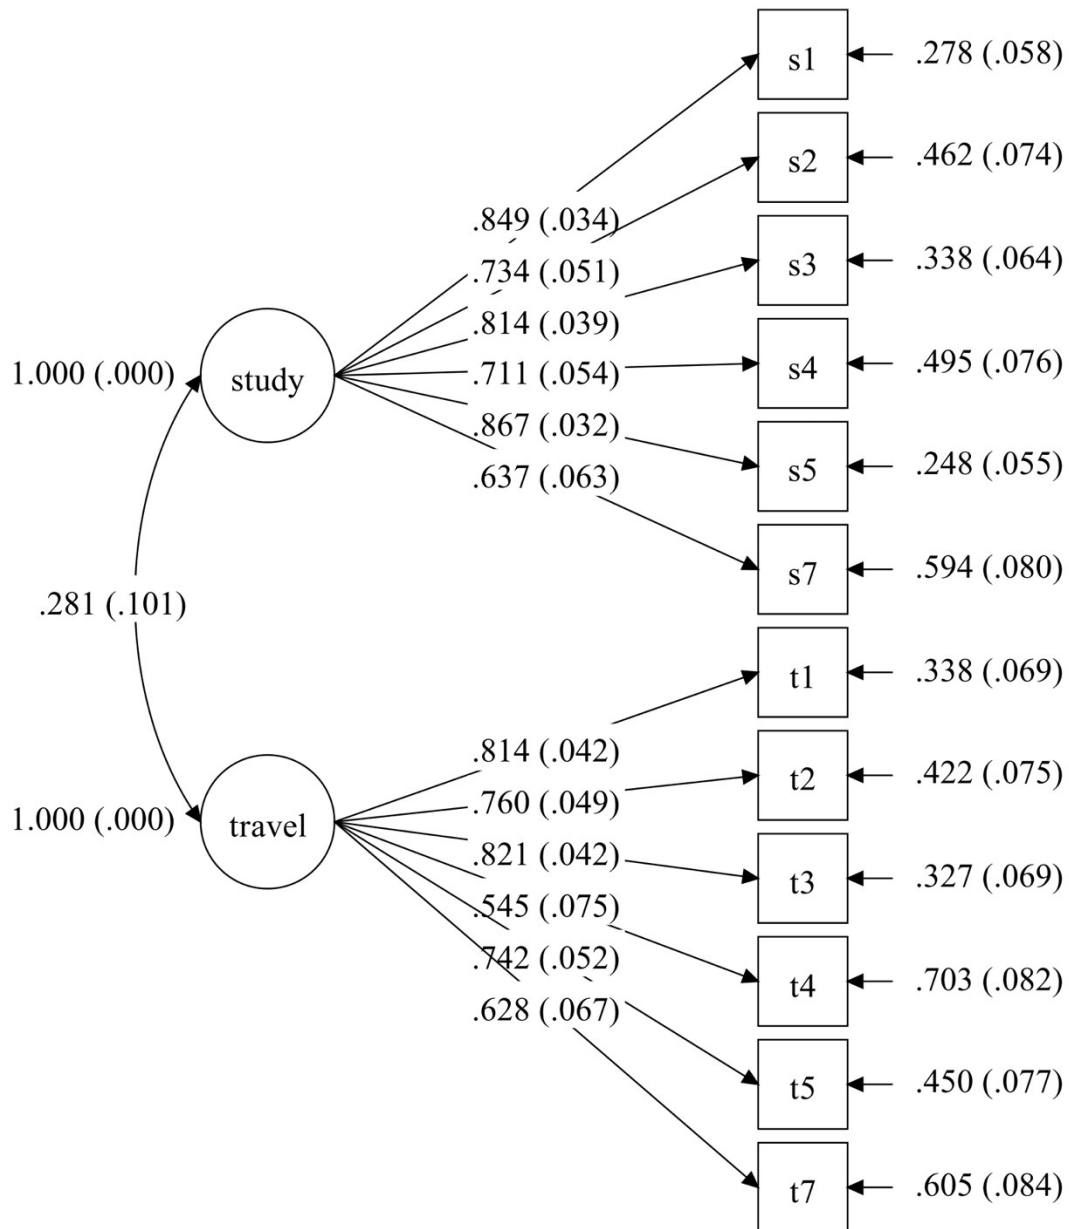 s1
.278 (.058)
s2
.462 (.074)
.849 (.034)
s3
.338 (.064)
.734 (.051)
.814 (.039)
s4
.495 (.076)
1.000 (.000)
study
.711 (.054)
.867 (.032)
s5
.248 (.055)
.637 (.063)
s7
.594 (.080)
.281 (.101)
t1
.338 (.069)
.814 (.042)
t2
.422 (.075)
.760 (.049)
1.000 (.000)
travel
.821 (.042)
t3
.327 (.069)
.545 (.075)
.742 (.052)
t4
.703 (.082)
.628 (.067)
t5
.450 (.077)
t7
.605 (.084)